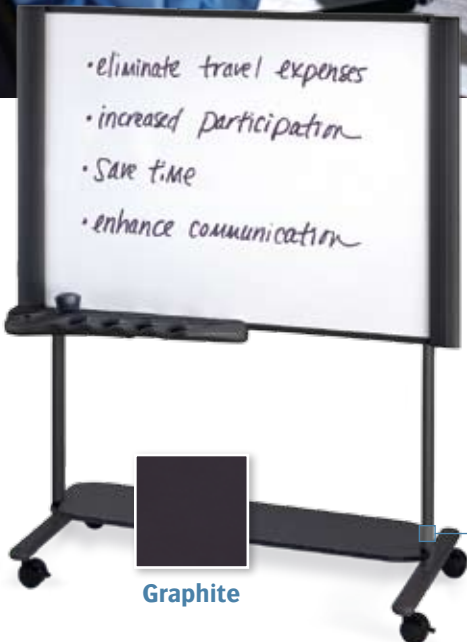 •eliminate travel expenses
•increased participation
•Save time
•enhance communication
Graphite